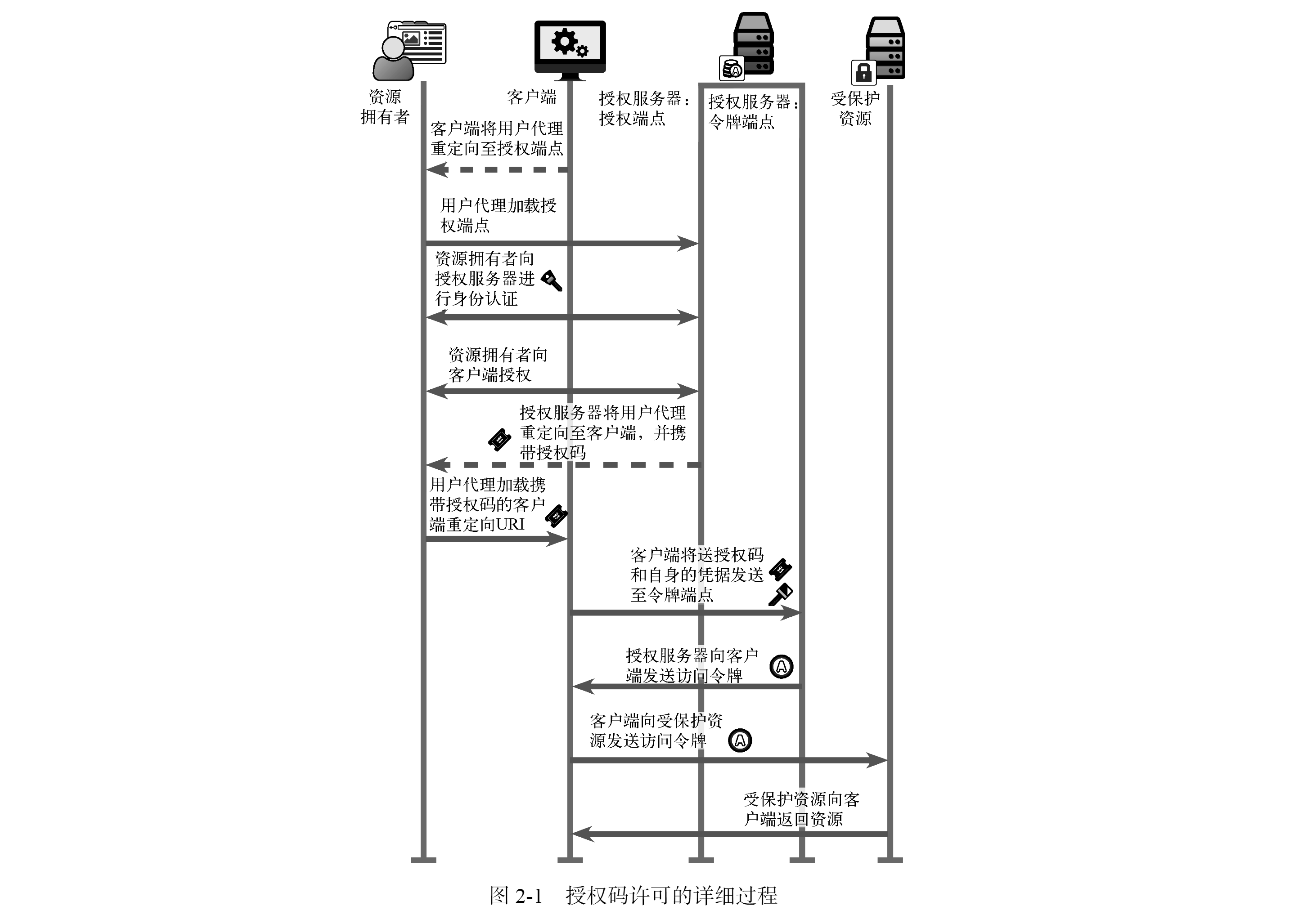 资源
拥有者
客户端
授权服务器：
授权端点
授权服务器：
令牌端点
受保护
资源
客户端将用户代理
重定向至授权端点
用户代理加载授
权端点
资源拥有者向
授权服务器进
行身份认证
资源拥有者向
客户端授权
授权服务器将用户代理
重定向至客户端，并携
带授权码
用户代理加载携
带授权码的客户
端重定向URI
客户端将送授权码
和自身的凭据发送
至令牌端点
授权服务器向客户
端发送访问令牌
客户端向受保护资
源发送访问令牌
受保护资源向客
户端返回资源
图 2-1 授权码许可的详细过程